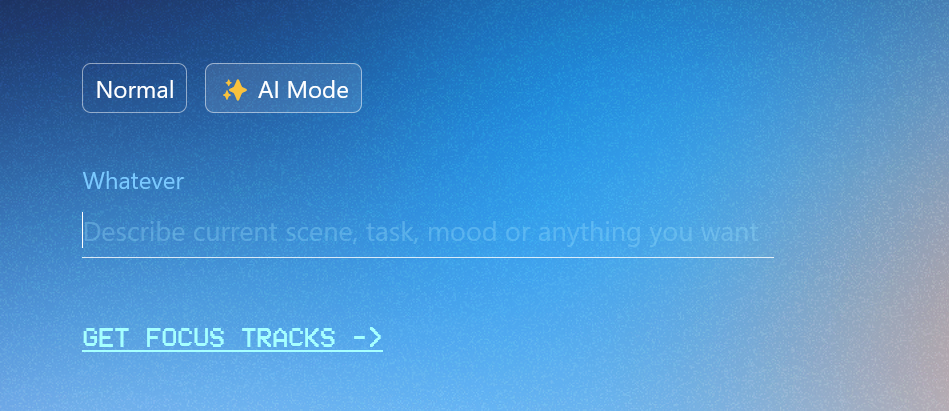 Normal
✨ AI Mode
Whatever
Describe current scene, task, mood or anything you want
GET FOCUS TRACKS ->